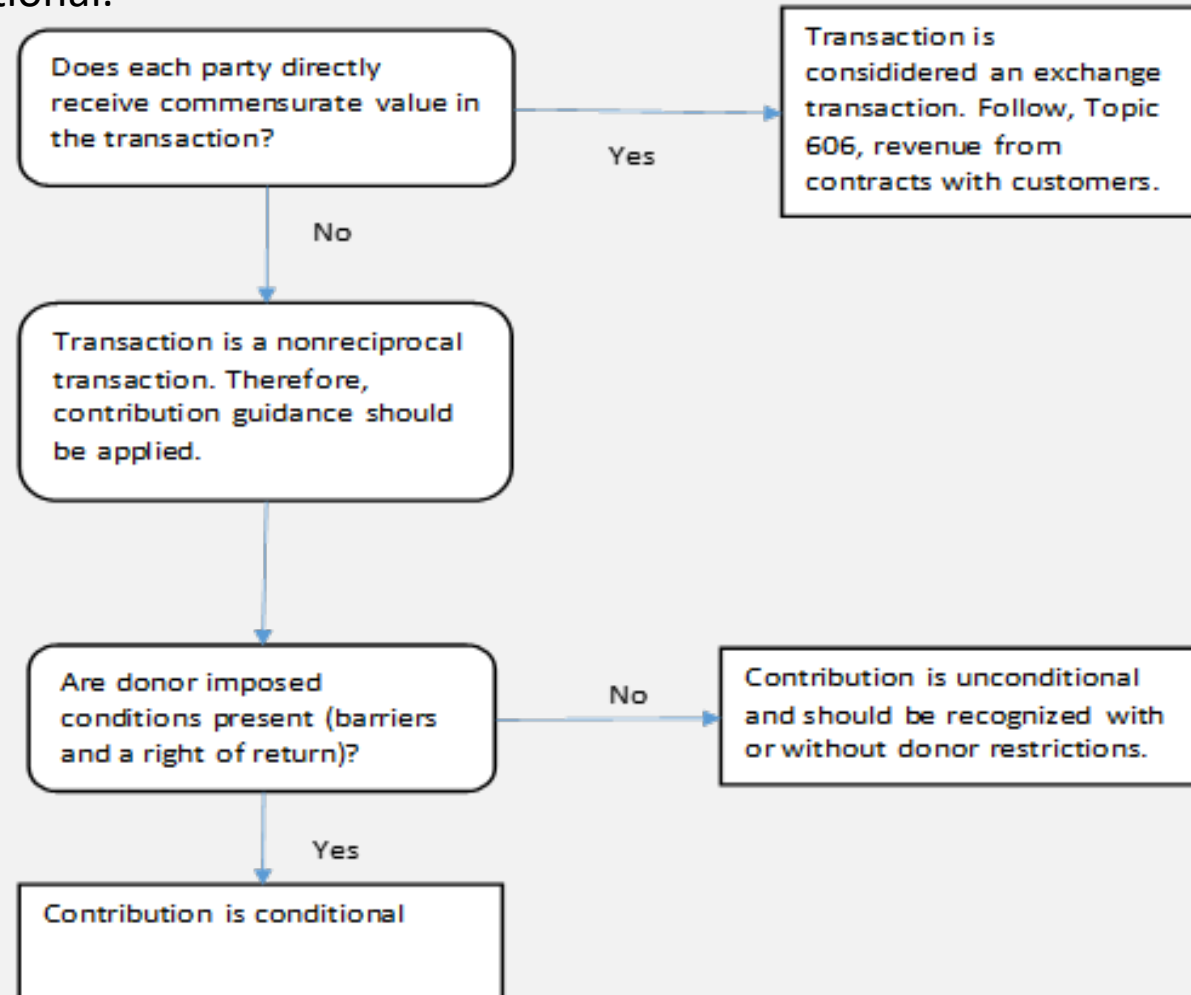 tional.
Does each party directly
receive commensurate value in
the transaction?
Transaction is
consididered an exchange
transaction. Follow, Topic
606, revenue from
contracts with customers.
Yes
No
Transaction is a nonreciprocal
transaction. Therefore,
contribution guidance should
be applied.
Are donor imposed
conditions present (barriers
and a right of return)?
No
Contribution is unconditional
and should be recognized with
or without donor restrictions.
Yes
Contribution is conditional